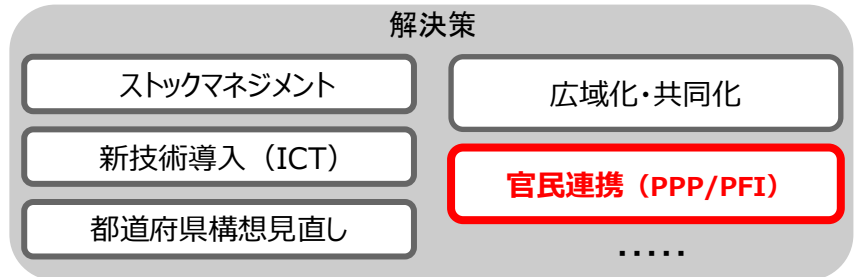 解決策
ストックマネジメント
新技術導入（ICT）
都道府県構想見直し
広域化・共同化
官民連携（PPP/PFI）
・・・・・